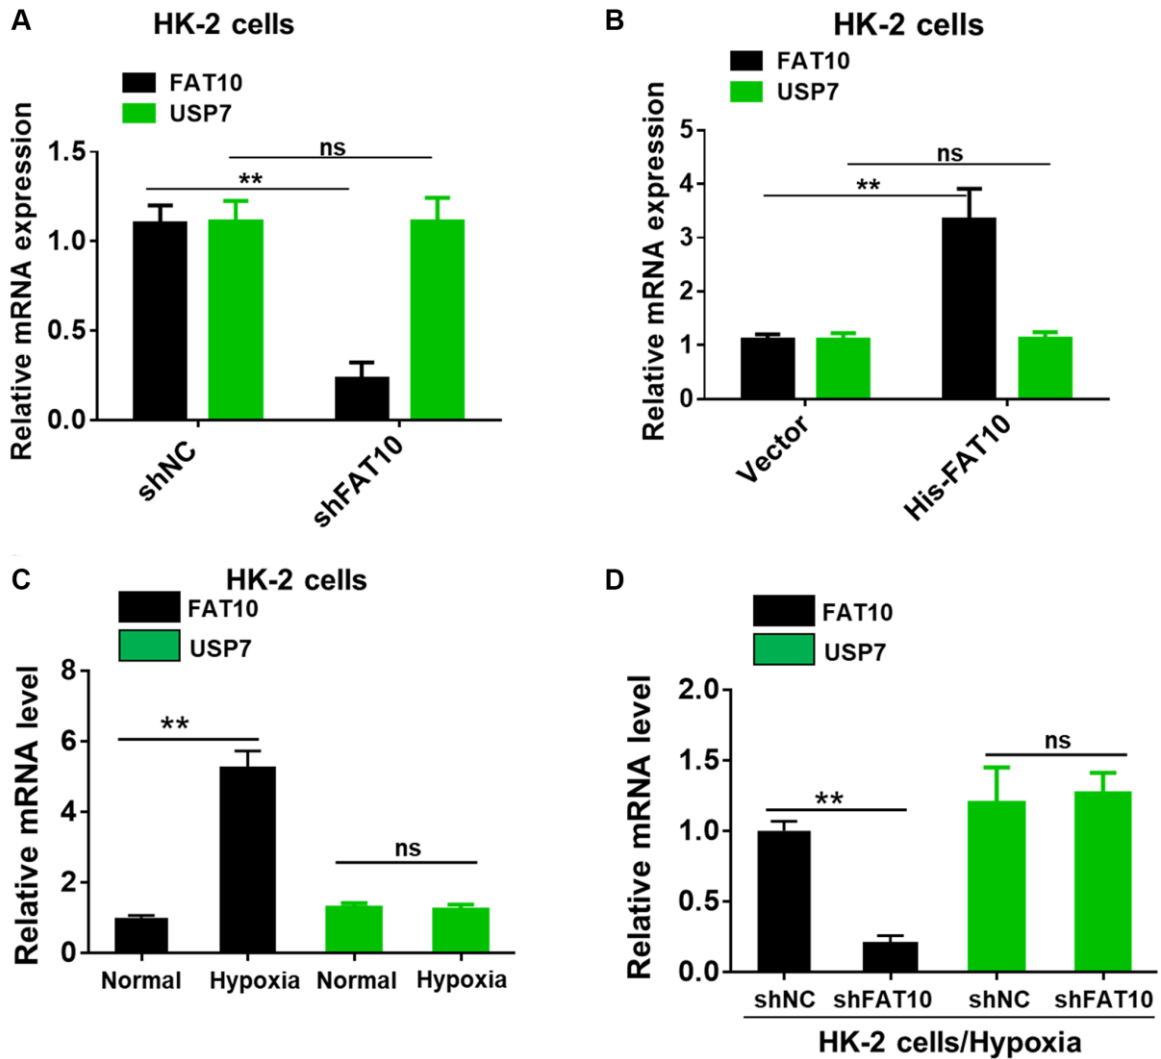 A
HK-2 cells
FAT10
USP7
Relative mRNA expression
1.5
1.0
0.5
0.0
ns
**
shNC
shFAT10
B
HK-2 cells
FAT10
USP7
Relative mRNA expression
5
4
3
2
1
0
ns
**
Vector
His-FAT10
C
HK-2 cells
FAT10
USP7
Relative mRNA level
8
6
4
2
0
**
ns
Normal Hypoxia Normal Hypoxia
D
FAT10
USP7
Relative mRNA level
2.0
1.5
1.0
0.5
0.0
**
ns
shNC shFAT10 shNC shFAT10
HK-2 cells/Hypoxia